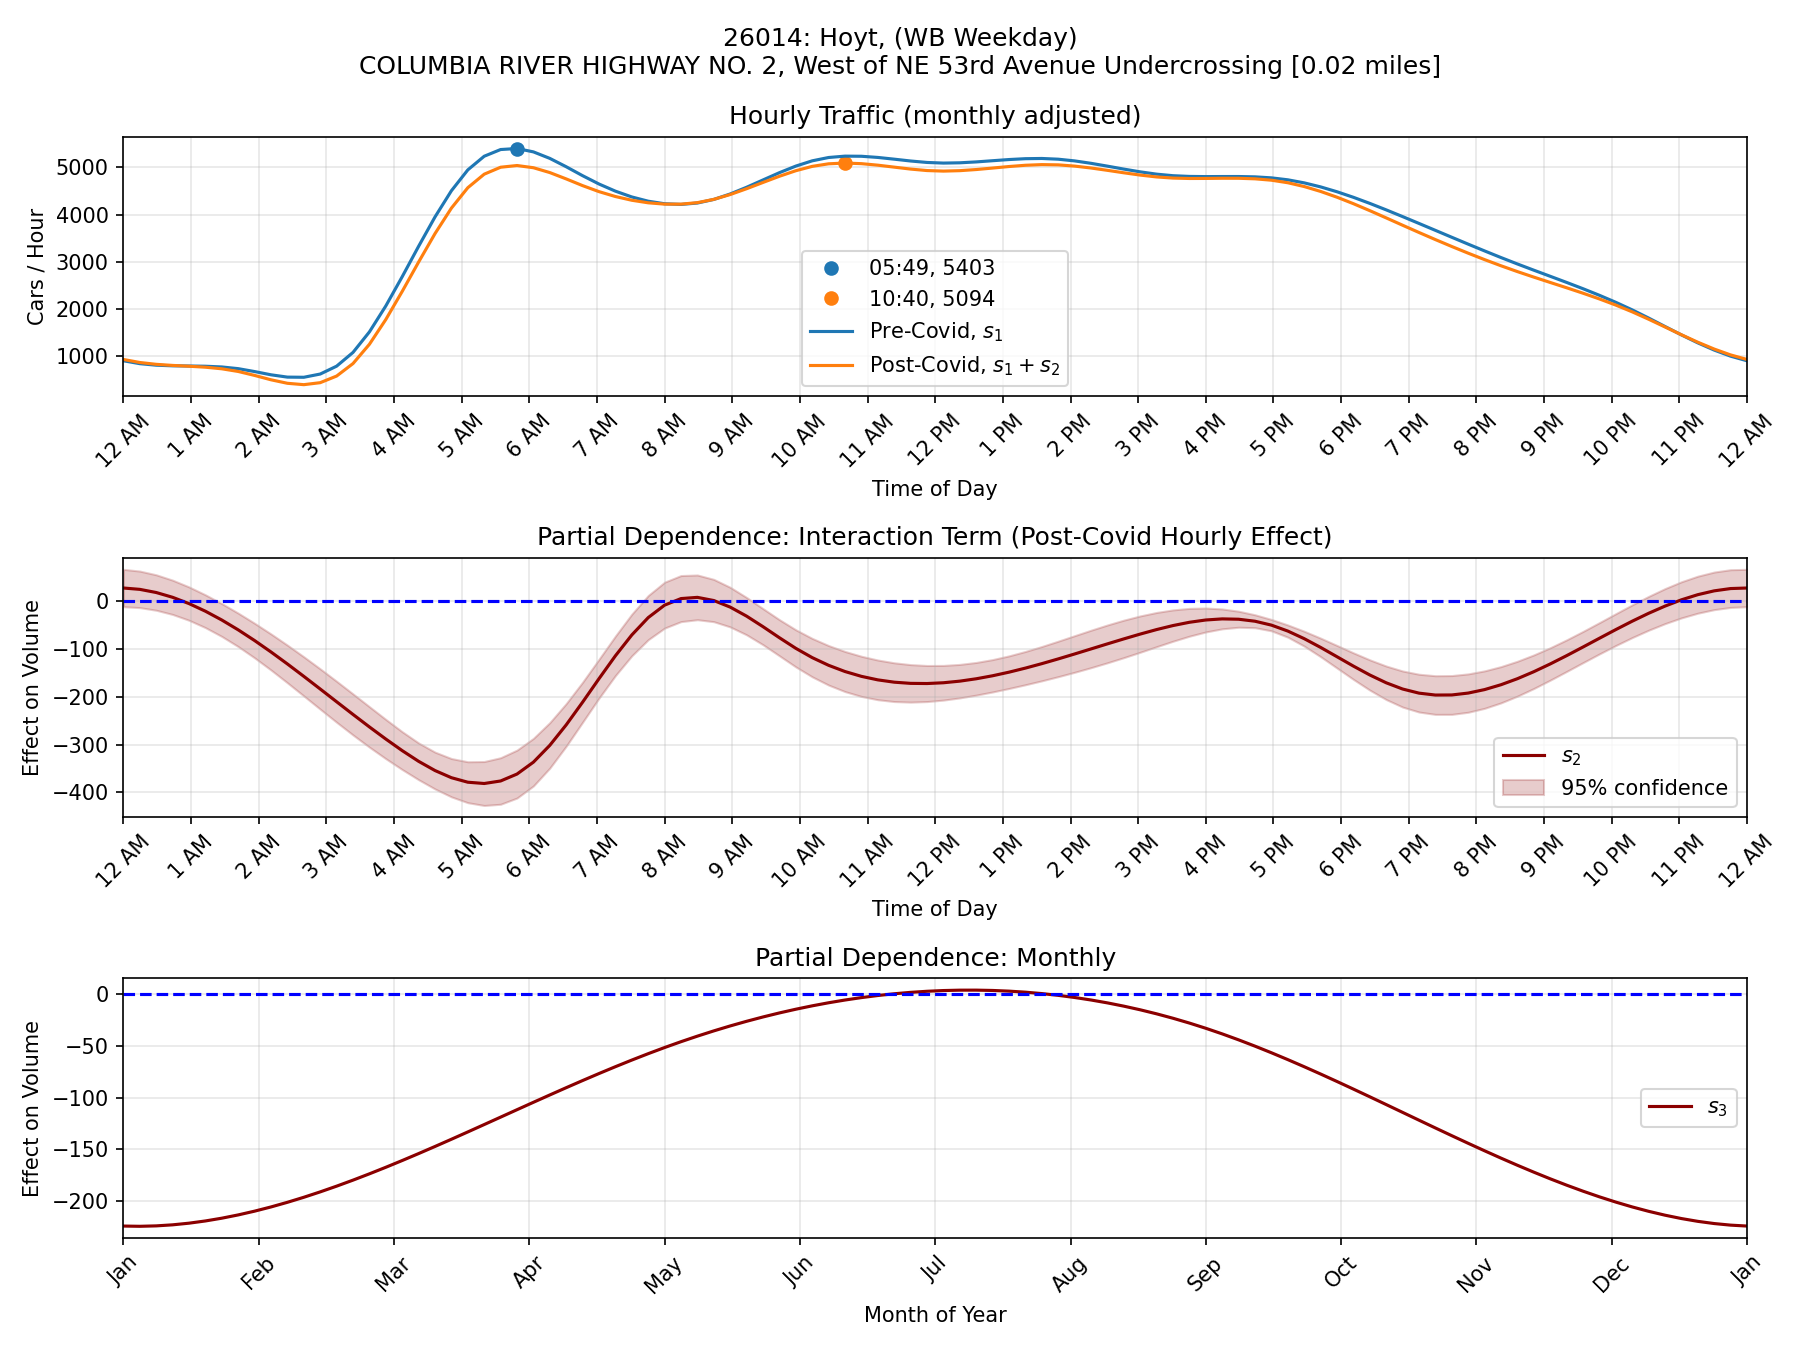 26014: Hoyt, (WB Weekday)
COLUMBIA RIVER HIGHWAY NO. 2, West of NE 53rd Avenue Undercrossing [0.02 miles]
Hourly Traffic (monthly adjusted)
Cars / Hour
5000
4000
3000
2000
1000
05:49, 5403
10:40, 5094
Pre-Covid, s₁
Post-Covid, s₁ + s₂
12 AM 1 AM 2 AM 3 AM 4 AM 5 AM 6 AM 7 AM 8 AM 9 AM 10 AM 11 AM 12 PM 1 PM 2 PM 3 PM 4 PM 5 PM 6 PM 7 PM 8 PM 9 PM 10 PM 11 PM 12 AM
Time of Day
Partial Dependence: Interaction Term (Post-Covid Hourly Effect)
Effect on Volume
0
−100
−200
−300
−400
s₂
95% confidence
12 AM 1 AM 2 AM 3 AM 4 AM 5 AM 6 AM 7 AM 8 AM 9 AM 10 AM 11 AM 12 PM 1 PM 2 PM 3 PM 4 PM 5 PM 6 PM 7 PM 8 PM 9 PM 10 PM 11 PM 12 AM
Time of Day
Partial Dependence: Monthly
Effect on Volume
0
−50
−100
−150
−200
s₃
Jan Feb Mar Apr May Jun Jul Aug Sep Oct Nov Dec Jan
Month of Year